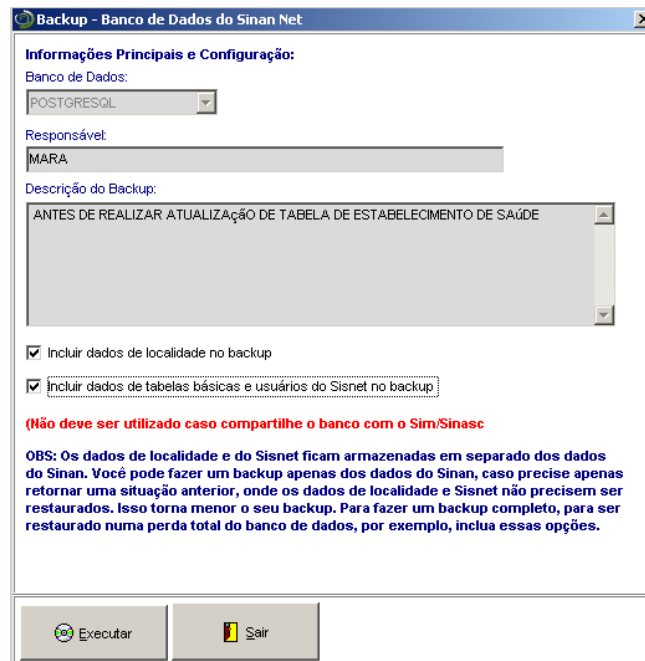 Backup - Banco de Dados do Sinan Net
Informações Principais e Configuração:
Banco de Dados:
POSTGRESQL
Responsável:
MARA
Descrição do Backup:
ANTES DE REALIZAR ATUALIZAçãO DE TABELA DE ESTABELECIMENTO DE SAúDE
Incluir dados de localidade no backup
Incluir dados de tabelas básicas e usuários do Sisnet no backup
(Não deve ser utilizado caso compartilhe o banco com o Sim/Sinasc
OBS: Os dados de localidade e do Sisnet ficam armazenadas em separado dos dados
do Sinan. Você pode fazer um backup apenas dos dados do Sinan, caso precise apenas
retornar uma situação anterior, onde os dados de localidade e Sisnet não precisem ser
restaurados. Isso torna menor o seu backup. Para fazer um backup completo, para ser
restaurado numa perda total do banco de dados, por exemplo, inclua essas opções.
Executar
Sair